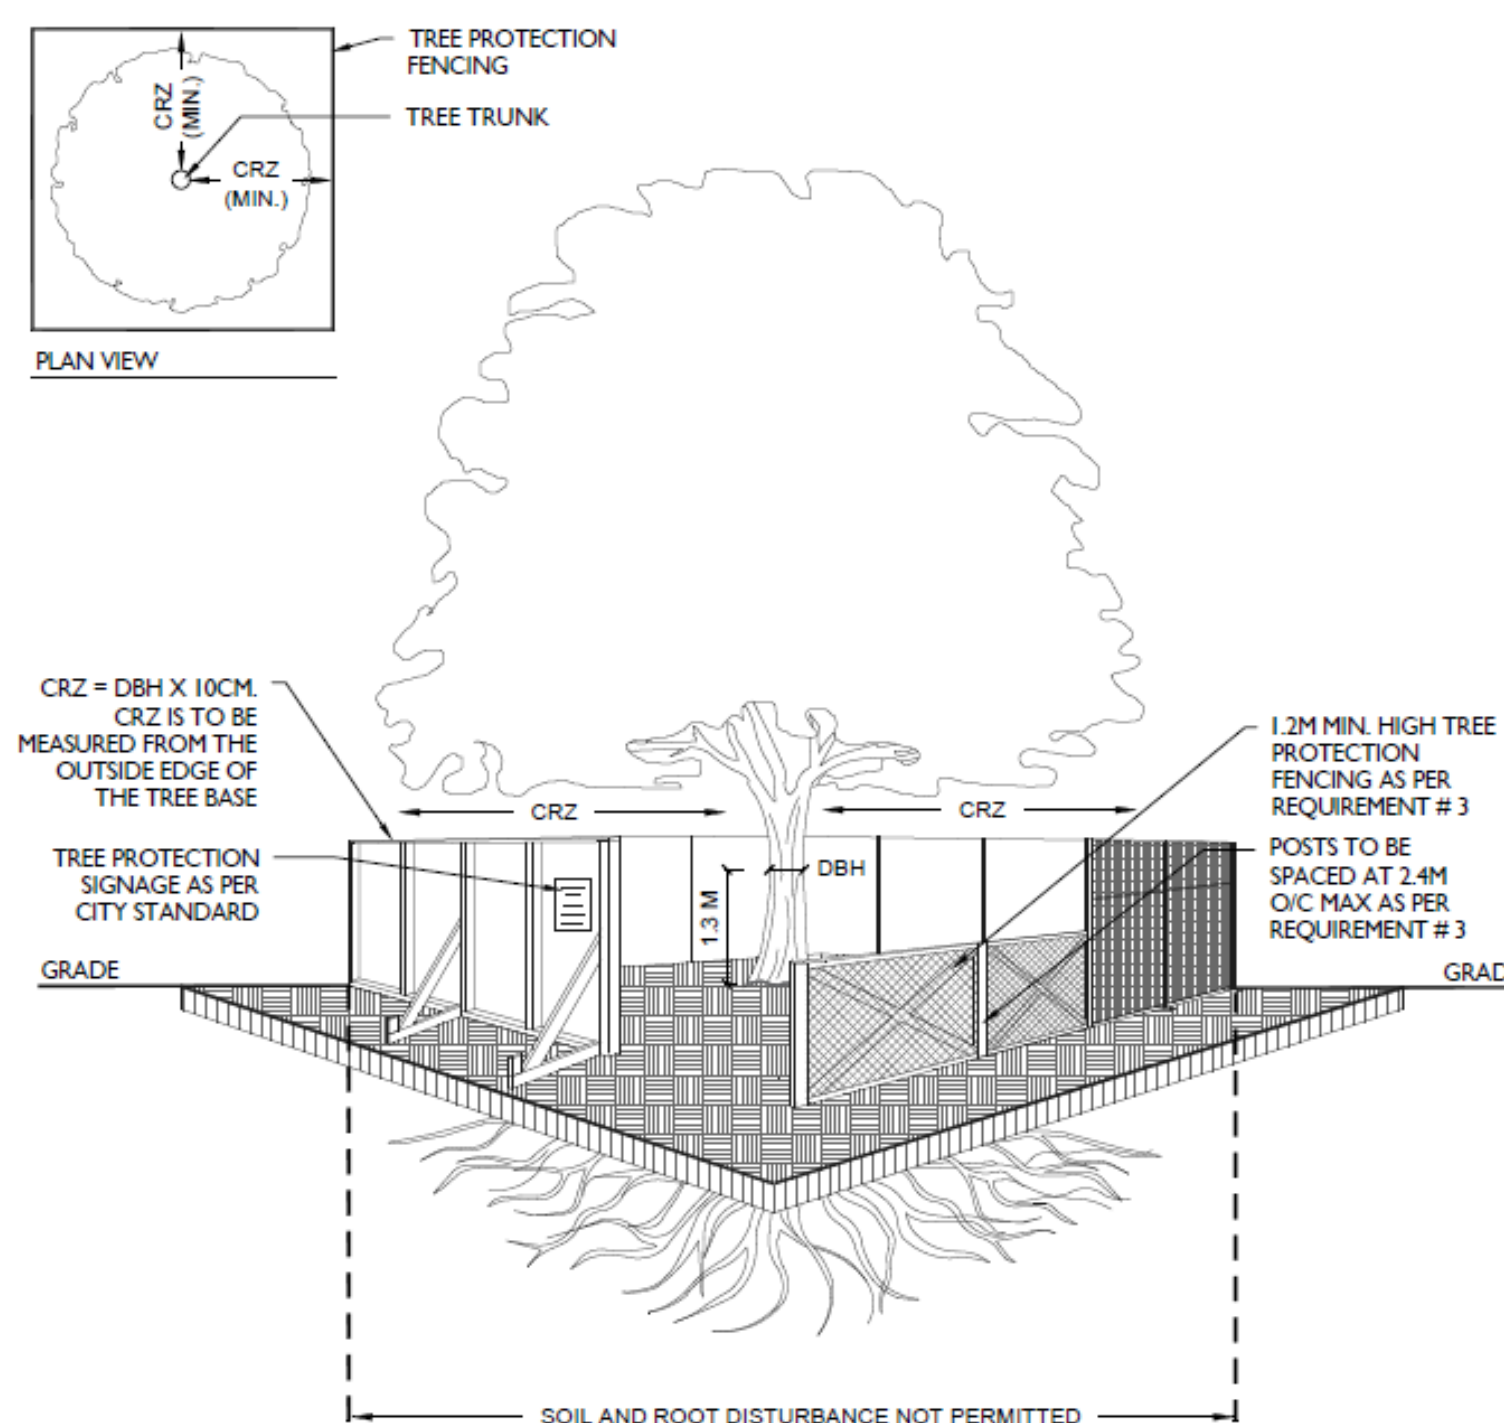 TREE PROTECTION
FENCING
TREE TRUNK
CRZ
(MIN.)
CRZ
(MIN.)
PLAN VIEW
CRZ = DBH X 10CM.
CRZ IS TO BE
MEASURED FROM THE
OUTSIDE EDGE OF
THE TREE BASE
TREE PROTECTION
SIGNAGE AS PER
CITY STANDARD
GRADE
CRZ
CRZ
DBH
1.3 M
1.2M MIN. HIGH TREE
PROTECTION
FENCING AS PER
REQUIREMENT # 3
POSTS TO BE
SPACED AT 2.4M
O/C MAX AS PER
REQUIREMENT # 3
GRAD
SOIL AND ROOT DISTURBANCE NOT PERMITTED